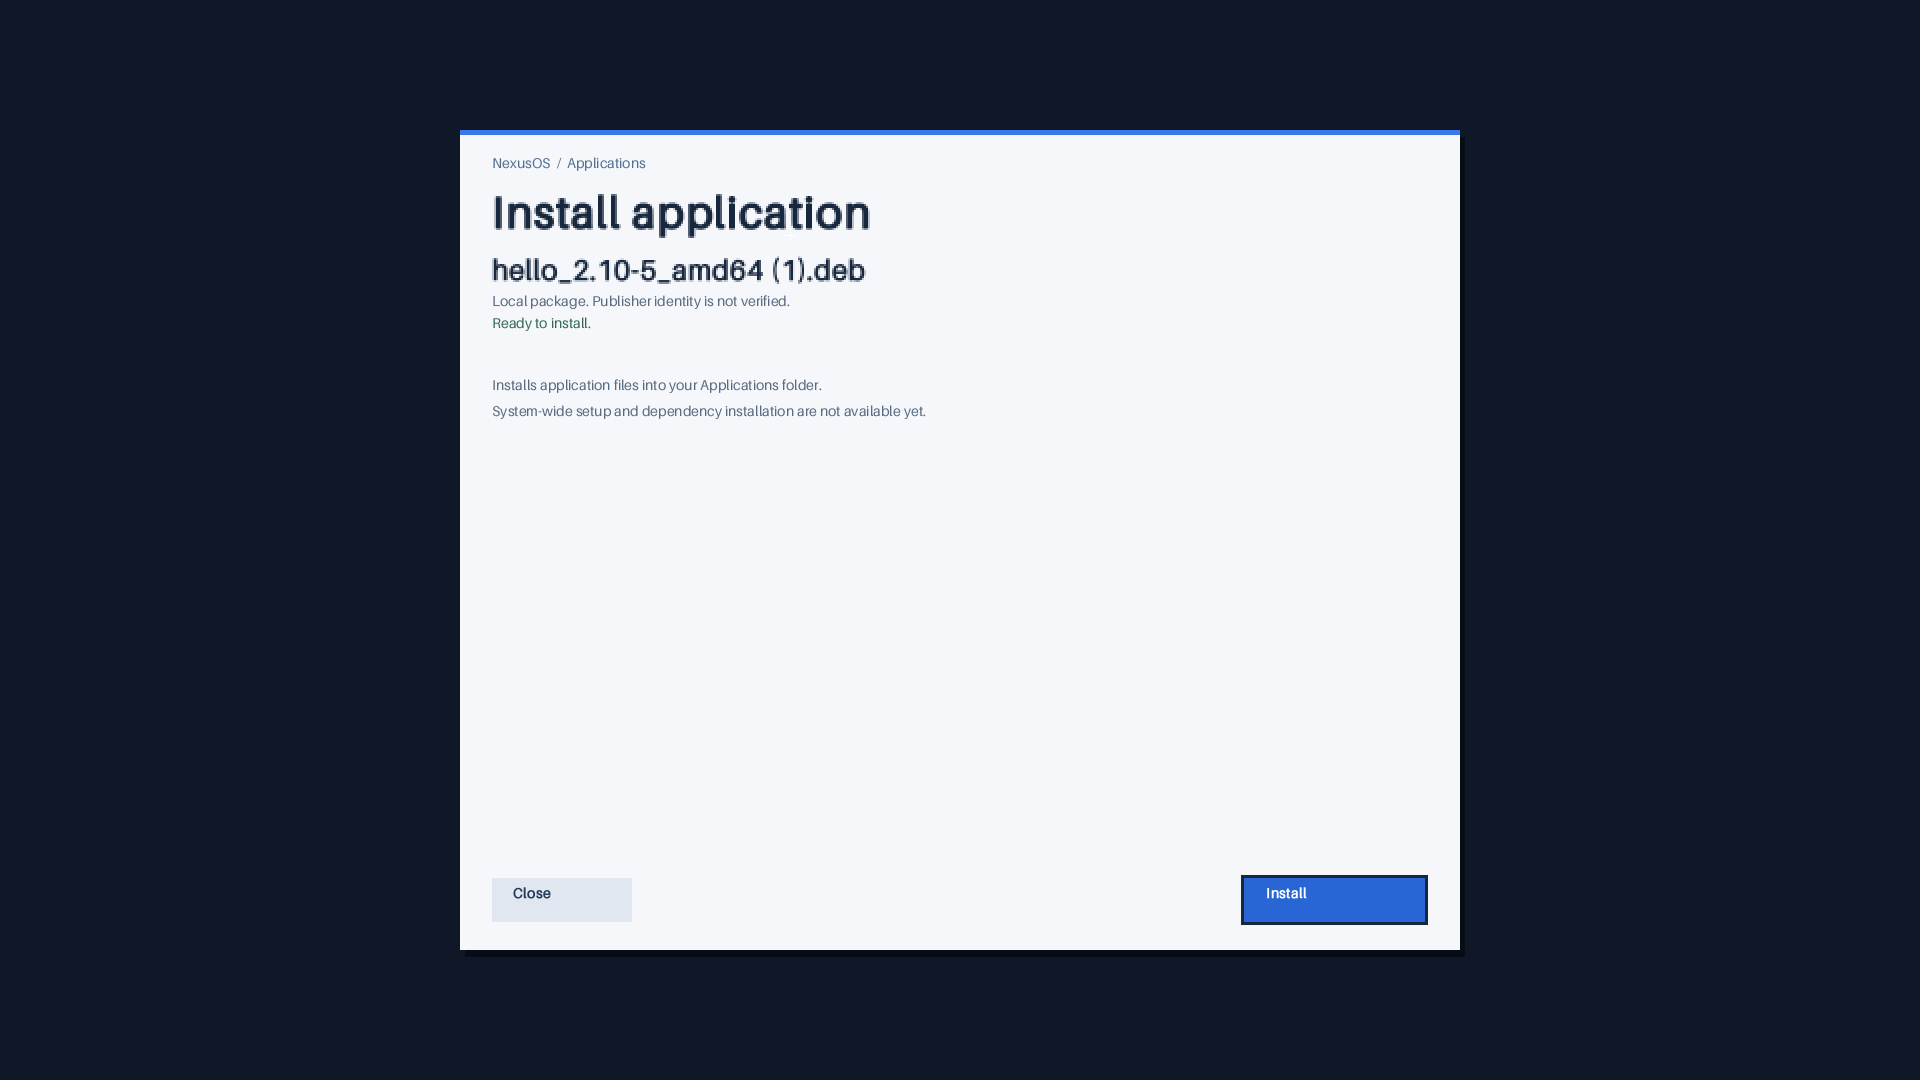 NexusOS / Applications
Install application
hello_2.10-5_amd64 (1).deb
Local package. Publisher identity is not verified.
Ready to install.
Installs application files into your Applications folder.
System-wide setup and dependency installation are not available yet.
Close
Install